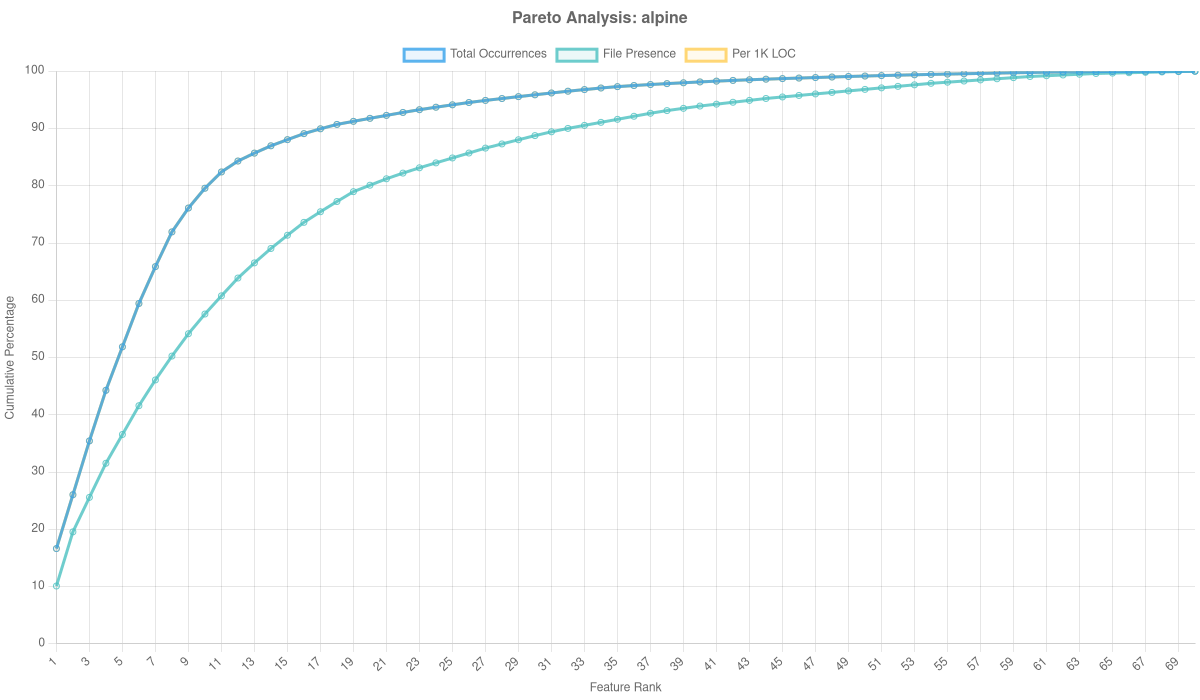 Pareto Analysis: alpine
Total Occurrences File Presence Per 1K LOC
100
90
80
70
60
50
40
30
20
10
0
Cumulative Percentage
1 3 5 7 9 11 13 15 17 19 21 23 25 27 29 31 33 35 37 39 41 43 45 47 49 51 53 55 57 59 61 63 65 67 69
Feature Rank